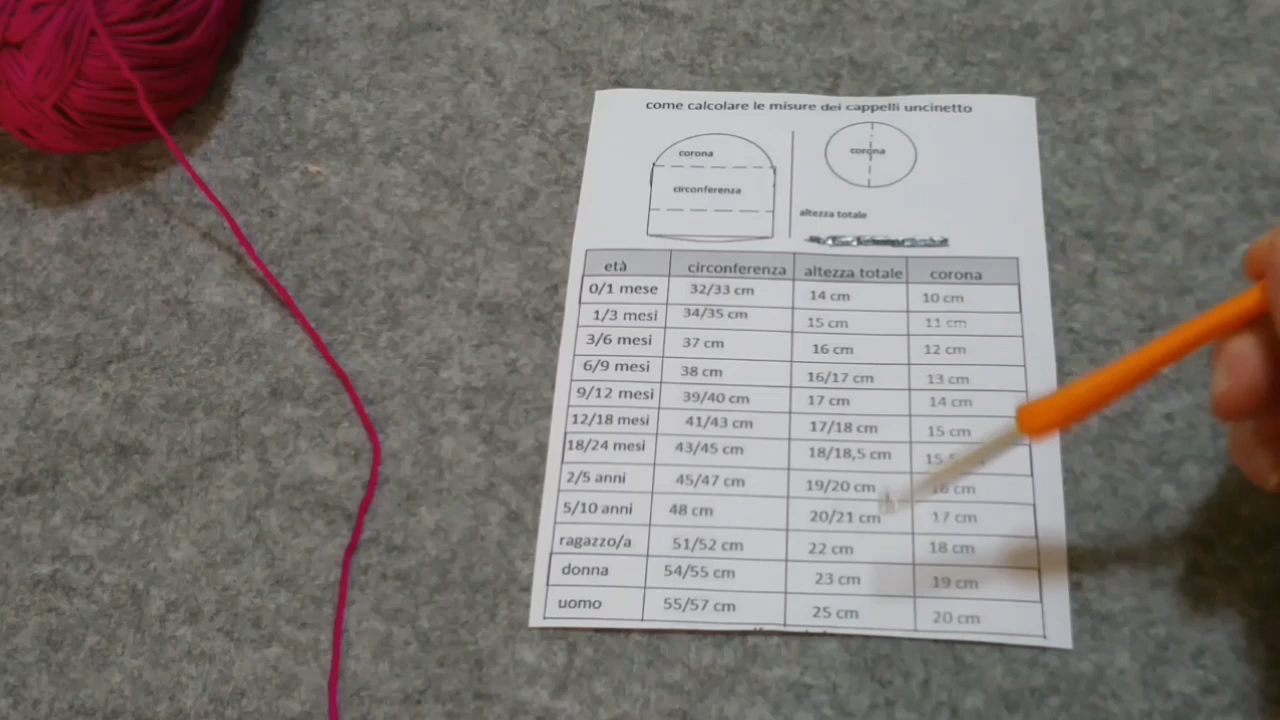 come calcolare le misure dei cappelli uncinetto
corona
corona
circonferenza
altezza totale
età circonferenza altezza totale corona
0/1 mese 32/33 cm 14 cm 10 cm
1/3 mesi 34/35 cm 15 cm 11 cm
3/6 mesi 37 cm 16 cm 12 cm
6/9 mesi 38 cm 16/17 cm 13 cm
9/12 mesi 39/40 cm 17 cm 14 cm
12/18 mesi 41/43 cm 17/18 cm 15 cm
18/24 mesi 43/45 cm 18/18,5 cm
2/5 anni 45/47 cm 19/20 cm 16 cm
5/10 anni 48 cm 20/21 cm 17 cm
ragazzo/a 51/52 cm 22 cm 18 cm
donna 54/55 cm 23 cm 19 cm
uomo 55/57 cm 25 cm 20 cm